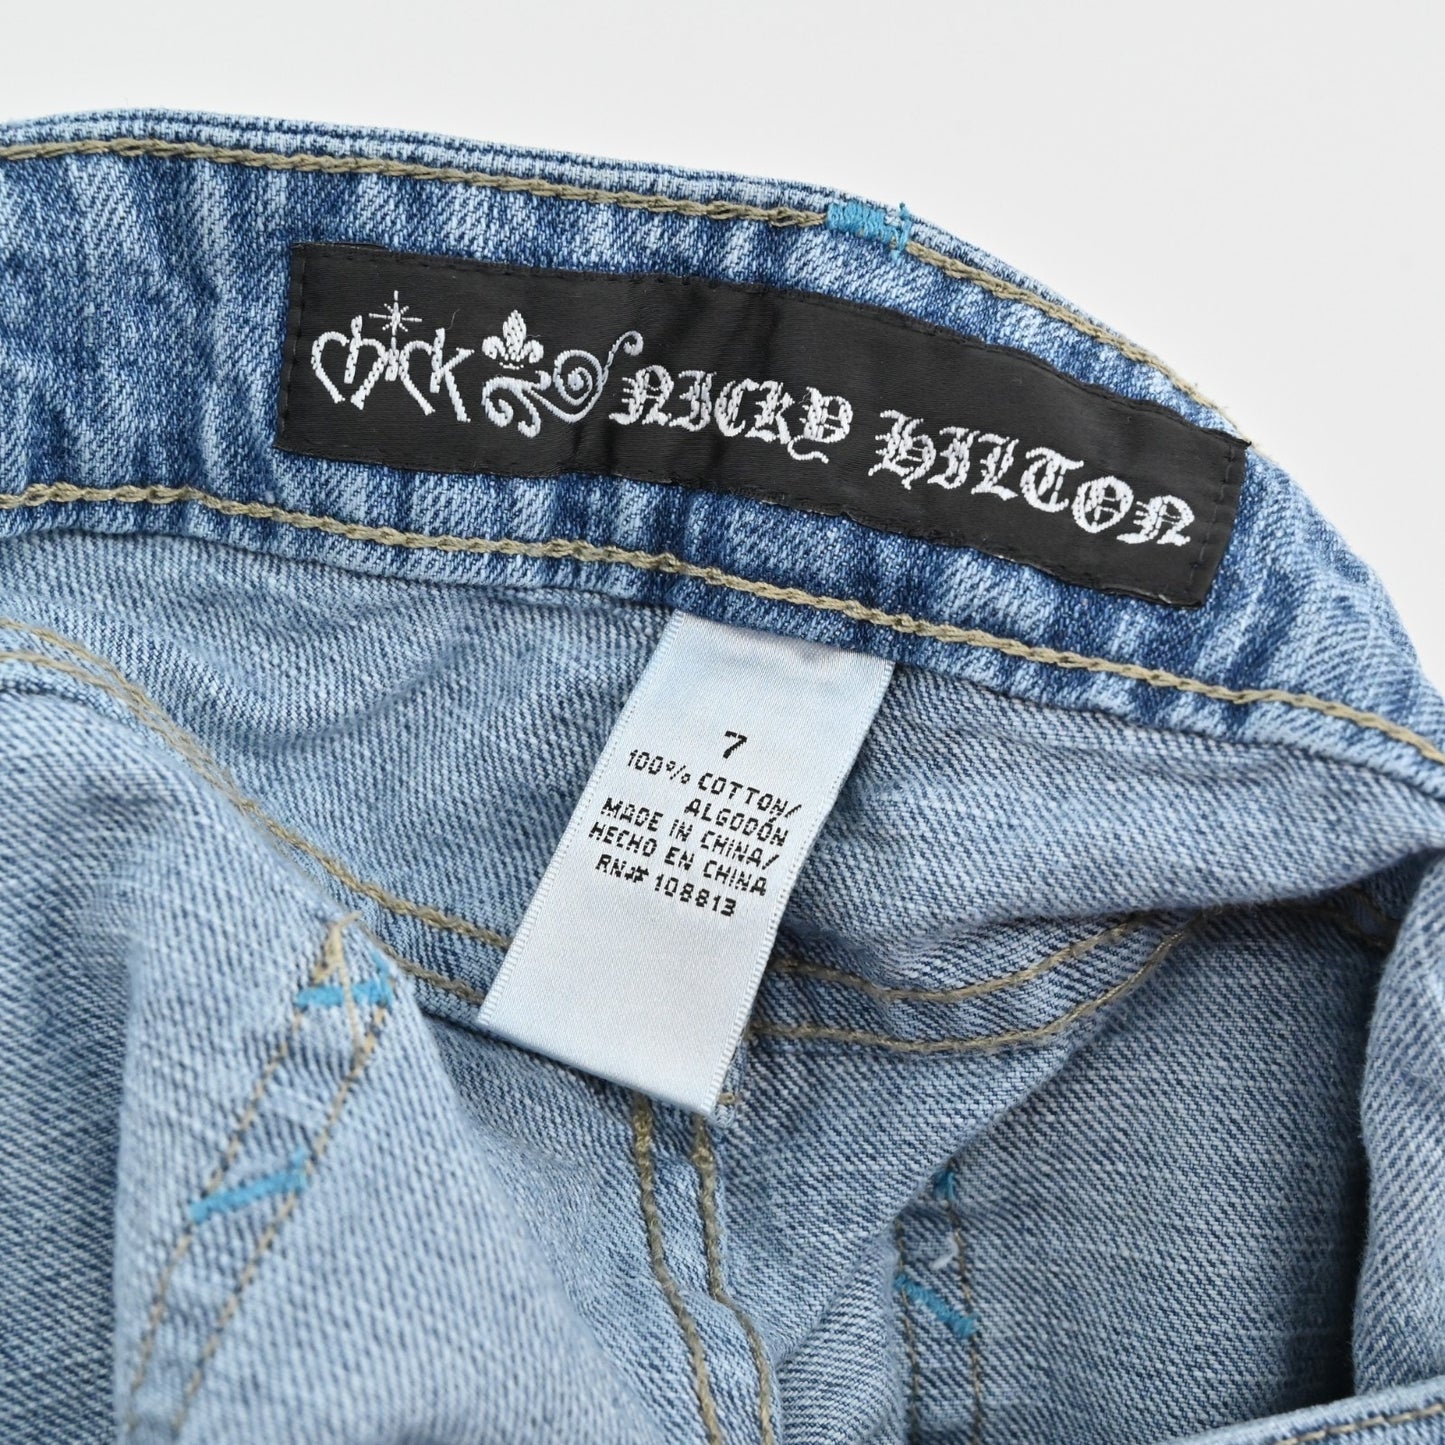 chick NICKY HILTON
7
100% COTTON/
ALGODÓN
MADE IN CHINA/
HECHO EN CHINA
RN# 108813